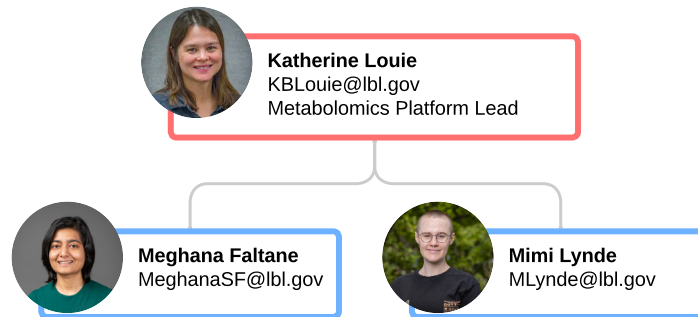 Katherine Louie
KBLouie@lbl.gov
Metabolomics Platform Lead
Meghana Faltane
MeghanaSF@lbl.gov
Mimi Lynde
MLynde@lbl.gov